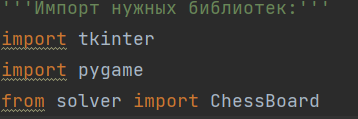 '''Импорт нужных библиотек:'''
import tkinter
import pygame
from solver import ChessBoard